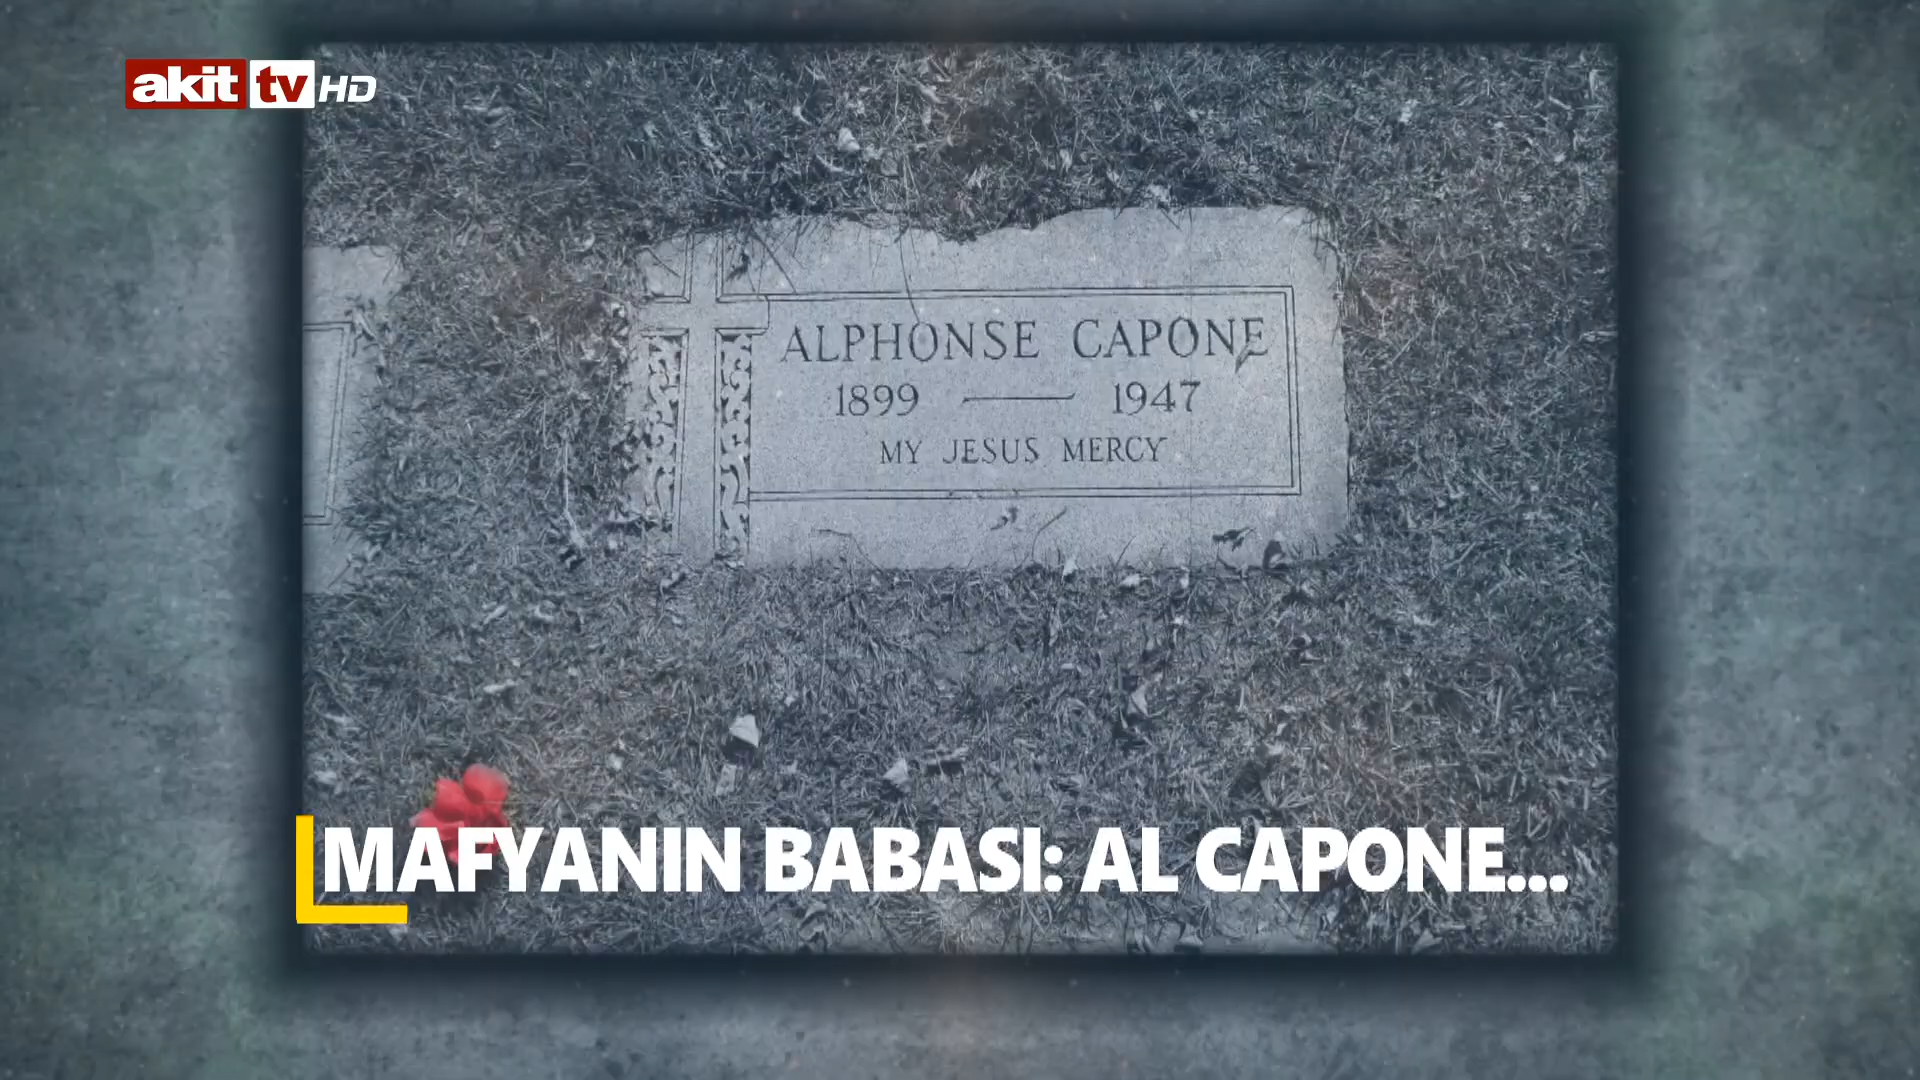 akit tv HD
ALPHONSE CAPONE
1899 — 1947
MY JESUS MERCY
MAFYANIN BABASI: AL CAPONE...